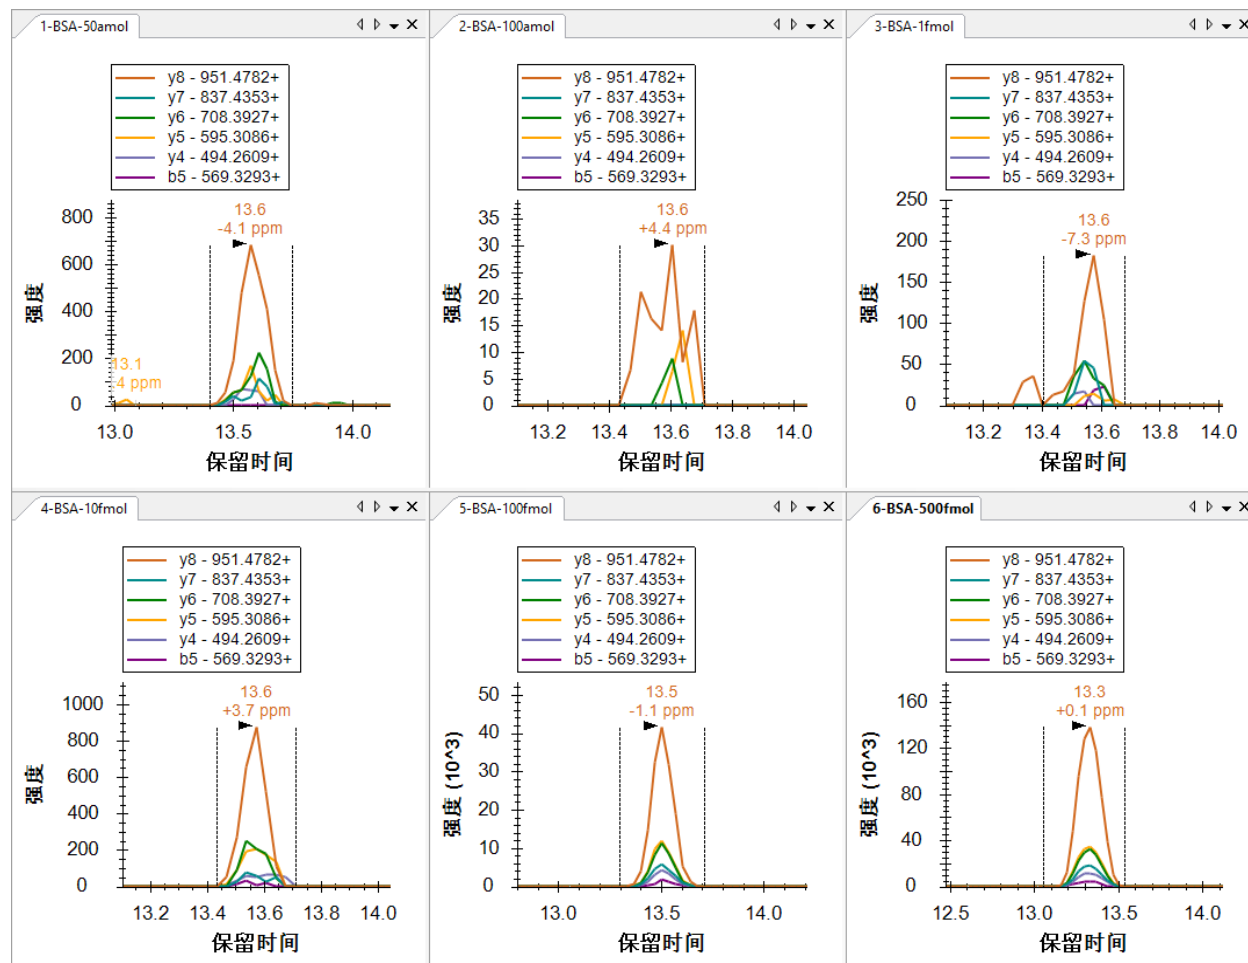 1-BSA-50amol
y8 - 951.4782+
y7 - 837.4353+
y6 - 708.3927+
y5 - 595.3086+
y4 - 494.2609+
b5 - 569.3293+
13.6
-4.1 ppm
13.1
4 ppm
强度
800
600
400
200
0
13.0 13.5 14.0
保留时间
2-BSA-100amol
y8 - 951.4782+
y7 - 837.4353+
y6 - 708.3927+
y5 - 595.3086+
y4 - 494.2609+
b5 - 569.3293+
13.6
+4.4 ppm
强度
35
30
25
20
15
10
5
0
13.2 13.4 13.6 13.8 14.0
保留时间
3-BSA-1fmol
y8 - 951.4782+
y7 - 837.4353+
y6 - 708.3927+
y5 - 595.3086+
y4 - 494.2609+
b5 - 569.3293+
13.6
-7.3 ppm
强度
250
200
150
100
50
0
13.2 13.4 13.6 13.8 14.0
保留时间
4-BSA-10fmol
y8 - 951.4782+
y7 - 837.4353+
y6 - 708.3927+
y5 - 595.3086+
y4 - 494.2609+
b5 - 569.3293+
13.6
+3.7 ppm
强度
1000
800
600
400
200
0
13.2 13.4 13.6 13.8 14.0
保留时间
5-BSA-100fmol
y8 - 951.4782+
y7 - 837.4353+
y6 - 708.3927+
y5 - 595.3086+
y4 - 494.2609+
b5 - 569.3293+
13.5
-1.1 ppm
强度 (10^3)
50
40
30
20
10
0
13.0 13.5 14.0
保留时间
6-BSA-500fmol
y8 - 951.4782+
y7 - 837.4353+
y6 - 708.3927+
y5 - 595.3086+
y4 - 494.2609+
b5 - 569.3293+
13.3
+0.1 ppm
强度 (10^3)
160
120
80
40
0
12.5 13.0 13.5 14.0
保留时间